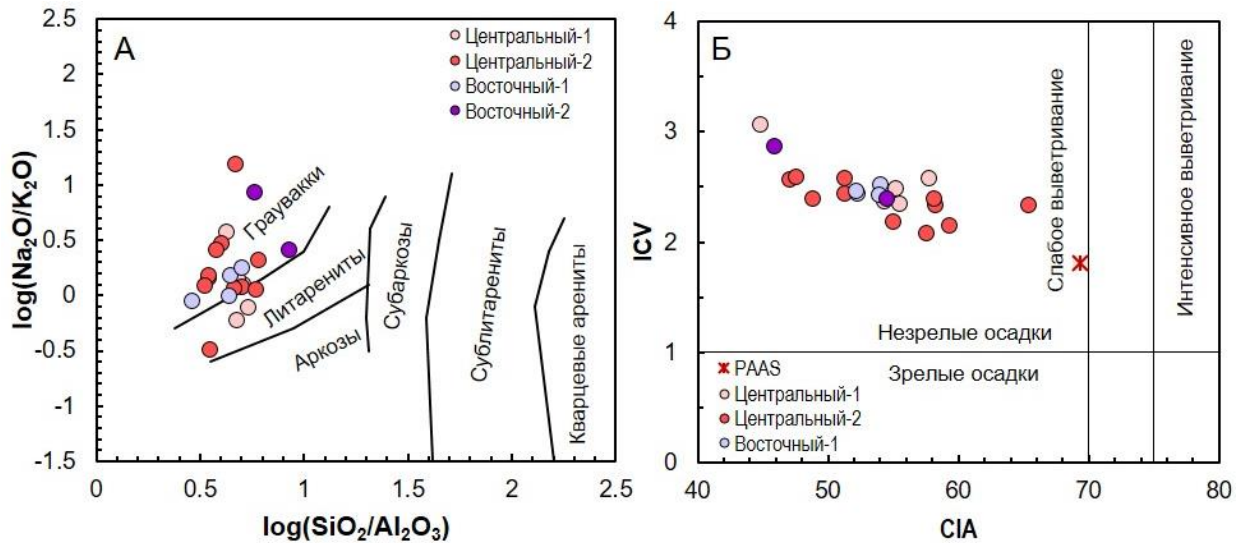 А
2.5
2
1.5
1
0.5
0
-0.5
-1
-1.5
log(Na2O/K2O)
Центральный-1
Центральный-2
Восточный-1
Восточный-2
Граувакки
Литарениты
Аркозы
Субаркозы
Сублитарениты
Кварцевые арениты
0
0.5
1
1.5
2
2.5
log(SiO2/Al2O3)
Б
4
3
2
1
0
ICV
Слабое выветривание
Интенсивное выветривание
Незрелые осадки
Зрелые осадки
PAAS
Центральный-1
Центральный-2
Восточный-1
40
50
60
70
80
CIA